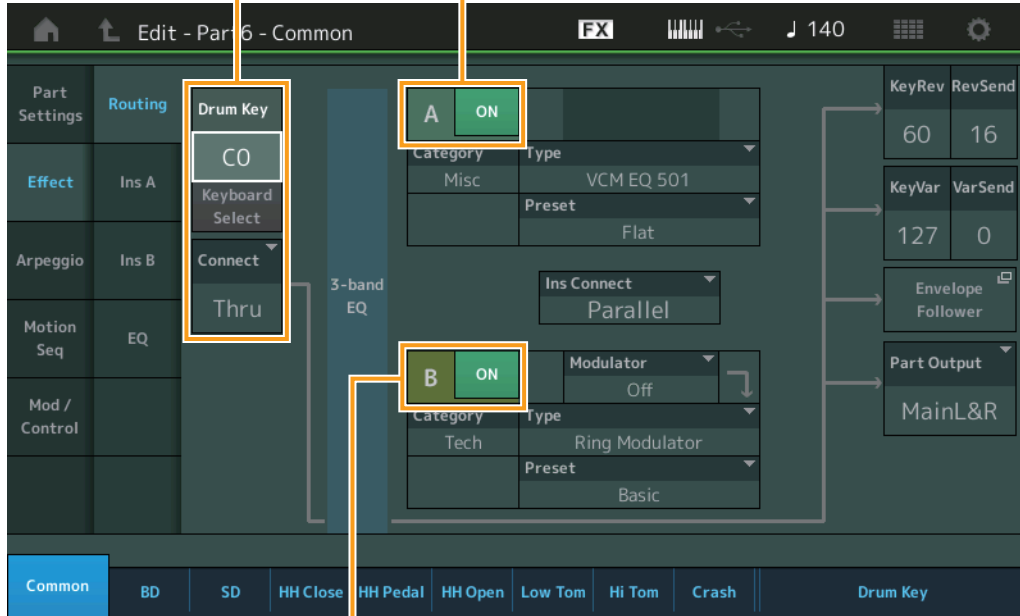 Edit - Part6 - Common
FX
♩ 140
Part
Settings
Effect
Arpeggio
Motion
Seq
Mod /
Control
Routing
Ins A
Ins B
EQ
Drum Key
C0
Keyboard
Select
Connect
Thru
3-band
EQ
A ON
Category Type
Misc VCM EQ 501
Preset
Flat
Ins Connect
Parallel
B ON Modulator
Off
Category Type
Tech Ring Modulator
Preset
Basic
KeyRev RevSend
60 16
KeyVar VarSend
127 0
Envelope
Follower
Part Output
MainL&R
Common BD SD HH Close HH Pedal HH Open Low Tom Hi Tom Crash Drum Key